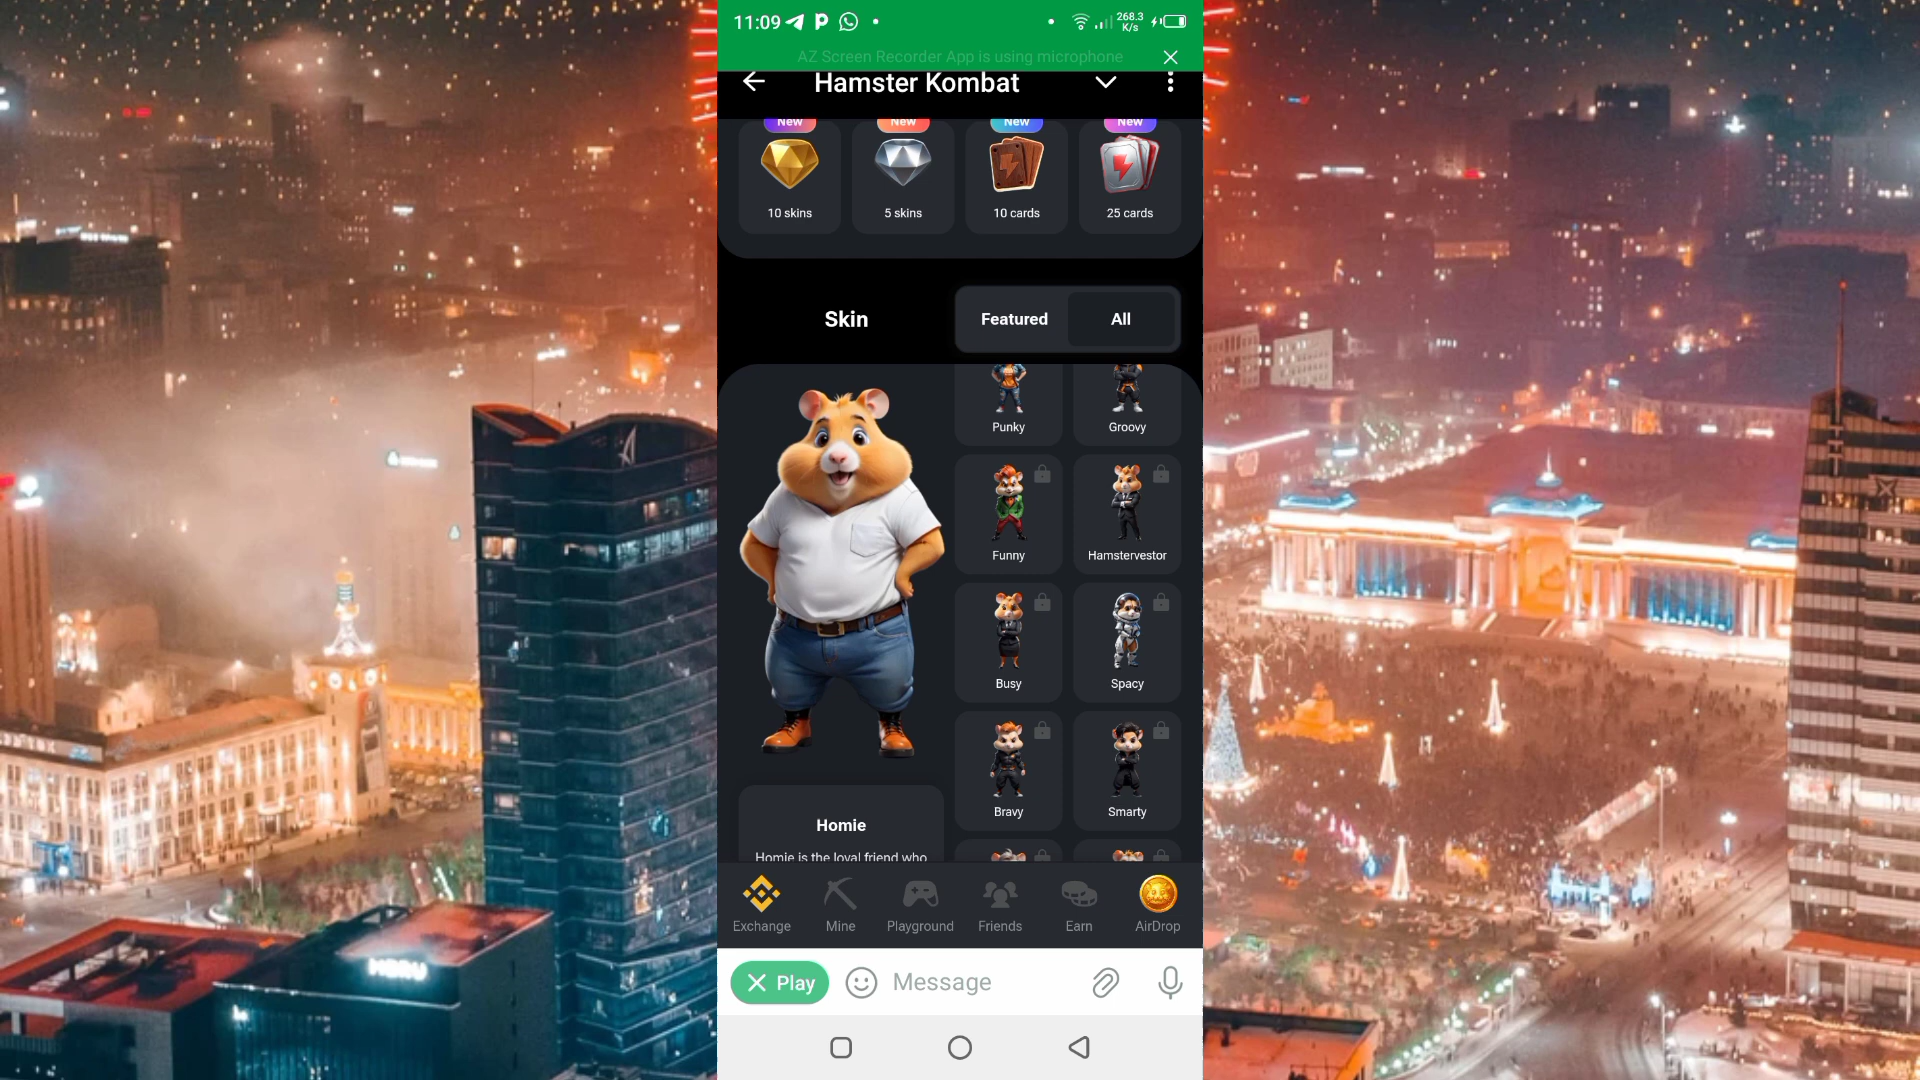 11:09
268.3
K/s
AZ Screen Recorder App is using microphone
Hamster Kombat
New
New
New
New
10 skins
5 skins
10 cards
25 cards
Skin
Featured
All
Punky
Groovy
Funny
Hamstervestor
Busy
Spacy
Bravy
Smarty
Homie
Homie is the loyal friend who
Exchange
Mine
Playground
Friends
Earn
AirDrop
Play
Message